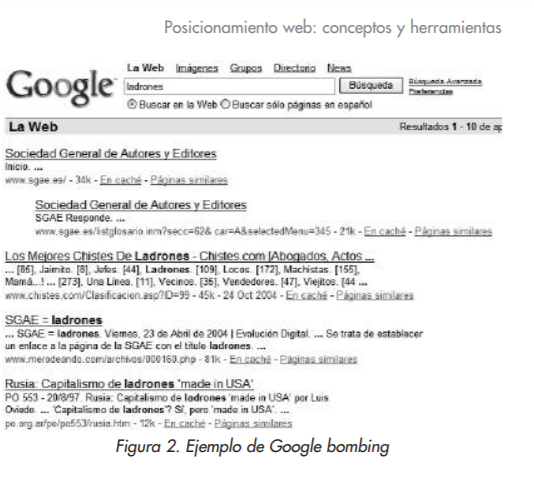 Posicionamiento web: conceptos y herramientas
Google
La Web Imágenes Grupos Directorio News
ladrones Búsqueda Búsqueda Avanzada
Preferencias
Buscar en la Web Buscar sólo páginas en español
La Web Resultados 1 - 10 de ap
Sociedad General de Autores y Editores
Inicio. ...
www.sgae.es/ - 34k - En caché - Páginas similares
Sociedad General de Autores y Editores
SGAE Responde. ...
www.sgae.es/listglosario.inm?secc=62& car=A&selectedMenu=345 - 21k - En caché - Páginas similares
Los Mejores Chistes De Ladrones - Chistes.com [Abogados, Actos ...
... [85], Jaimito. [8], Jefes. [44], Ladrones. [109], Locos. [172], Machistas. [155],
Mamá...! ... [273], Una Línea. [11], Vecinos. [35], Vendedores. [47], Viejitos. [44 ...
www.chistes.com/Clasificacion.asp?ID=99 - 45k - 24 Oct 2004 - En caché - Páginas similares
SGAE = ladrones
... SGAE = ladrones. Viernes, 23 de Abril de 2004 | Evolución Digital. ... Se trata de establecer
un enlace a la página de la SGAE con el título ladrones. ...
www.merodeando.com/archivos/000160.php - 81k - En caché - Páginas similares
Rusia: Capitalismo de ladrones 'made in USA'
PO 553 - 20/8/97. Rusia: Capitalismo de ladrones 'made in USA' por Luis
Oviedo. ... 'Capitalismo de ladrones'? Sí, pero 'made in USA'. ...
po.org.ar/po/po553/rusia.htm - 12k - En caché - Páginas similares
Figura 2. Ejemplo de Google bombing